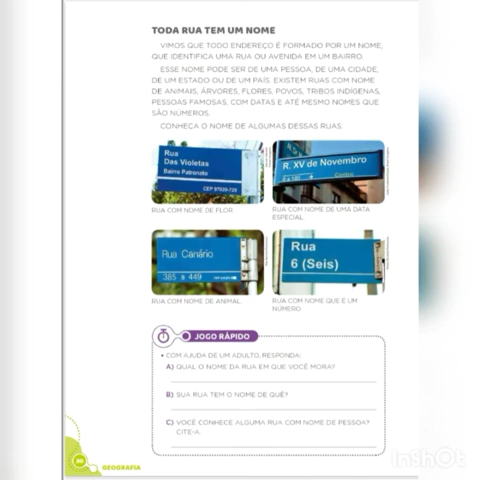 TODA RUA TEM UM NOME
VIMOS QUE TODO ENDEREÇO É FORMADO POR UM NOME,
QUE IDENTIFICA UMA RUA OU AVENIDA EM UM BAIRRO.
ESSE NOME PODE SER DE UMA PESSOA, DE UMA CIDADE,
DE UM ESTADO OU DE UM PAÍS. EXISTEM RUAS COM NOME
DE ANIMAIS, ÁRVORES, FLORES, POVOS, TRIBOS INDÍGENAS,
PESSOAS FAMOSAS, COM DATAS E ATÉ MESMO NOMES QUE
SÃO NÚMEROS.
CONHEÇA O NOME DE ALGUMAS DESSAS RUAS:
Rua
Das Violetas
Bairro Patronato
CEP 97020-720
R. XV de Novembro
Centro
RUA COM NOME DE FLOR.
RUA COM NOME DE UMA DATA
ESPECIAL.
Rua Canário
385 a 449
Rua
6 (Seis)
RUA COM NOME DE ANIMAL.
RUA COM NOME QUE É UM
NÚMERO.
JOGO RÁPIDO
• COM AJUDA DE UM ADULTO, RESPONDA:
A) QUAL O NOME DA RUA EM QUE VOCÊ MORA?
B) SUA RUA TEM O NOME DE QUÊ?
C) VOCÊ CONHECE ALGUMA RUA COM NOME DE PESSOA?
CITE-A.
GEOGRAFIA
InShOt